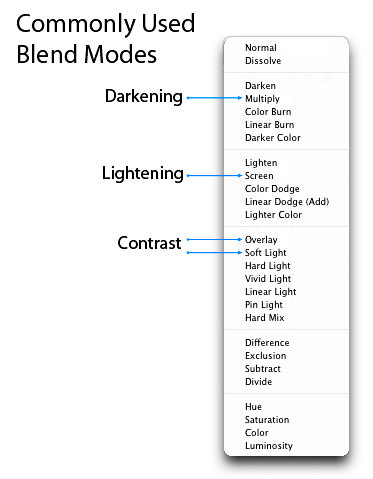 Commonly Used
Blend Modes
Normal
Dissolve
Darken
Darkening
Multiply
Color Burn
Linear Burn
Darker Color
Lighten
Lightening
Screen
Color Dodge
Linear Dodge (Add)
Lighter Color
Contrast
Overlay
Soft Light
Hard Light
Vivid Light
Linear Light
Pin Light
Hard Mix
Difference
Exclusion
Subtract
Divide
Hue
Saturation
Color
Luminosity